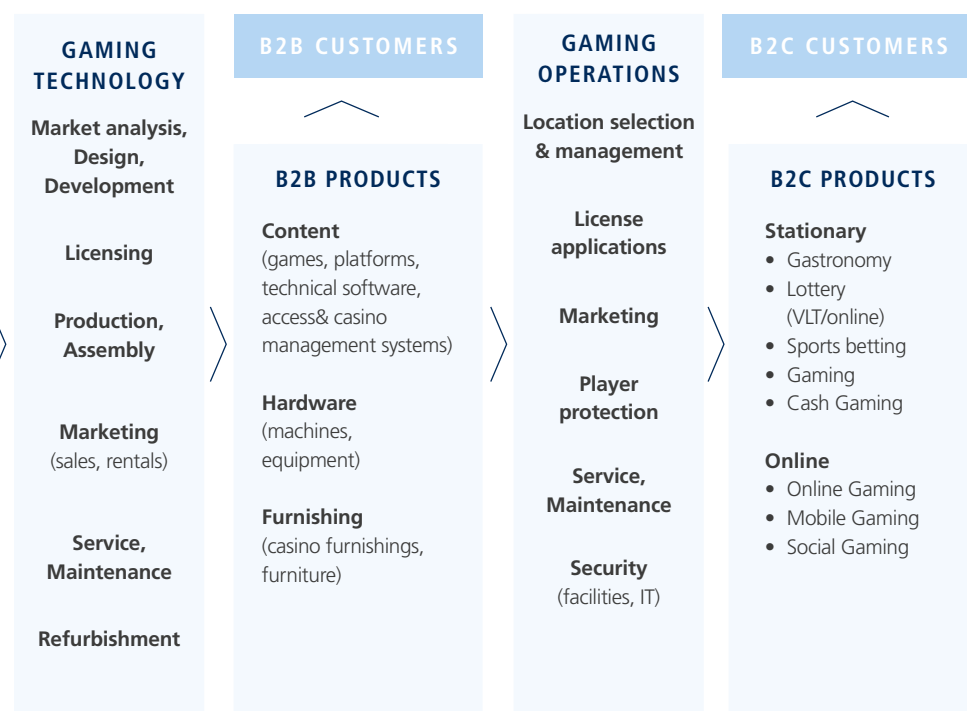 GAMING
TECHNOLOGY
Market analysis,
Design,
Development
Licensing
Production,
Assembly
Marketing
(sales, rentals)
Service,
Maintenance
Refurbishment
B2B CUSTOMERS
B2B PRODUCTS
Content
(games, platforms,
technical software,
access& casino
management systems)
Hardware
(machines,
equipment)
Furnishing
(casino furnishings,
furniture)
GAMING
OPERATIONS
Location selection
& management
License
applications
Marketing
Player
protection
Service,
Maintenance
Security
(facilities, IT)
B2C CUSTOMERS
B2C PRODUCTS
Stationary
• Gastronomy
• Lottery
(VLT/online)
• Sports betting
• Gaming
• Cash Gaming
Online
• Online Gaming
• Mobile Gaming
• Social Gaming